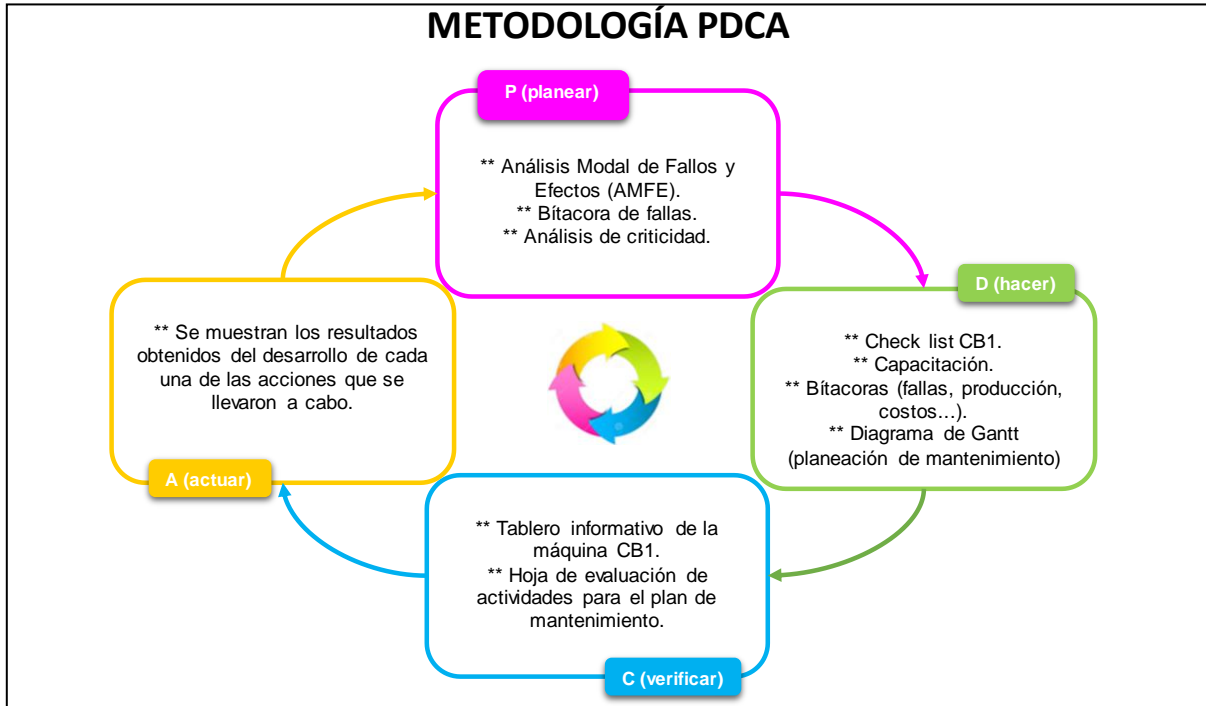 METODOLOGÍA PDCA
P (planear)
** Análisis Modal de Fallos y
Efectos (AMFE).
** Bítacora de fallas.
** Análisis de criticidad.
D (hacer)
** Check list CB1.
** Capacitación.
** Bítacoras (fallas, producción,
costos...).
** Diagrama de Gantt
(planeación de mantenimiento)
** Tablero informativo de la
máquina CB1.
** Hoja de evaluación de
actividades para el plan de
mantenimiento.
C (verificar)
** Se muestran los resultados
obtenidos del desarrollo de cada
una de las acciones que se
llevaron a cabo.
A (actuar)